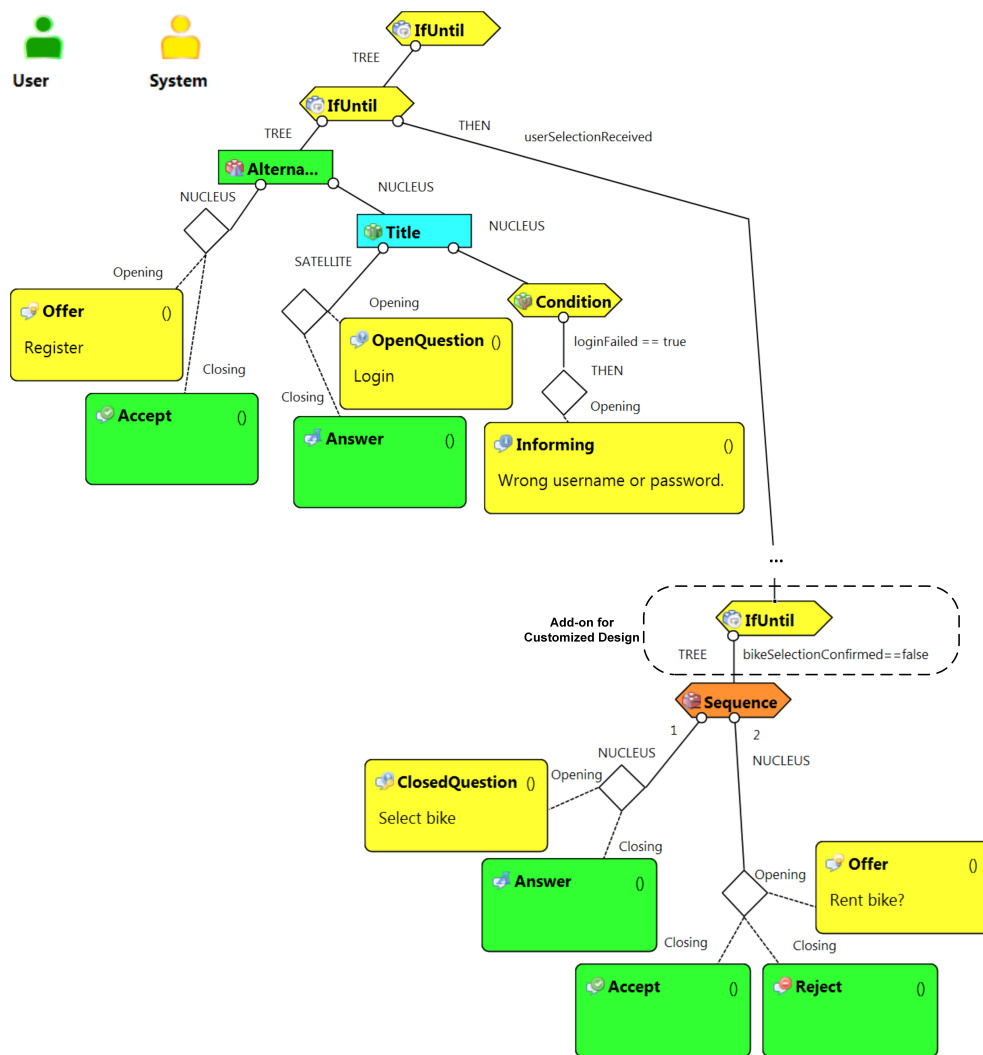 IfUntil
User
System
TREE
IfUntil
THEN
userSelectionReceived
TREE
Alterna...
NUCLEUS
NUCLEUS
Title
NUCLEUS
SATELLITE
Opening
Offer ()
Register
Opening
Condition
OpenQuestion ()
Login
loginFailed == true
THEN
Closing
Closing
Opening
Accept ()
Answer ()
Informing ()
Wrong username or password.
...
Add-on for
Customized Design
IfUntil
TREE
bikeSelectionConfirmed==false
Sequence
1
2
NUCLEUS
NUCLEUS
ClosedQuestion ()
Select bike
Opening
Closing
Answer ()
Offer ()
Rent bike?
Opening
Closing
Closing
Accept ()
Reject ()